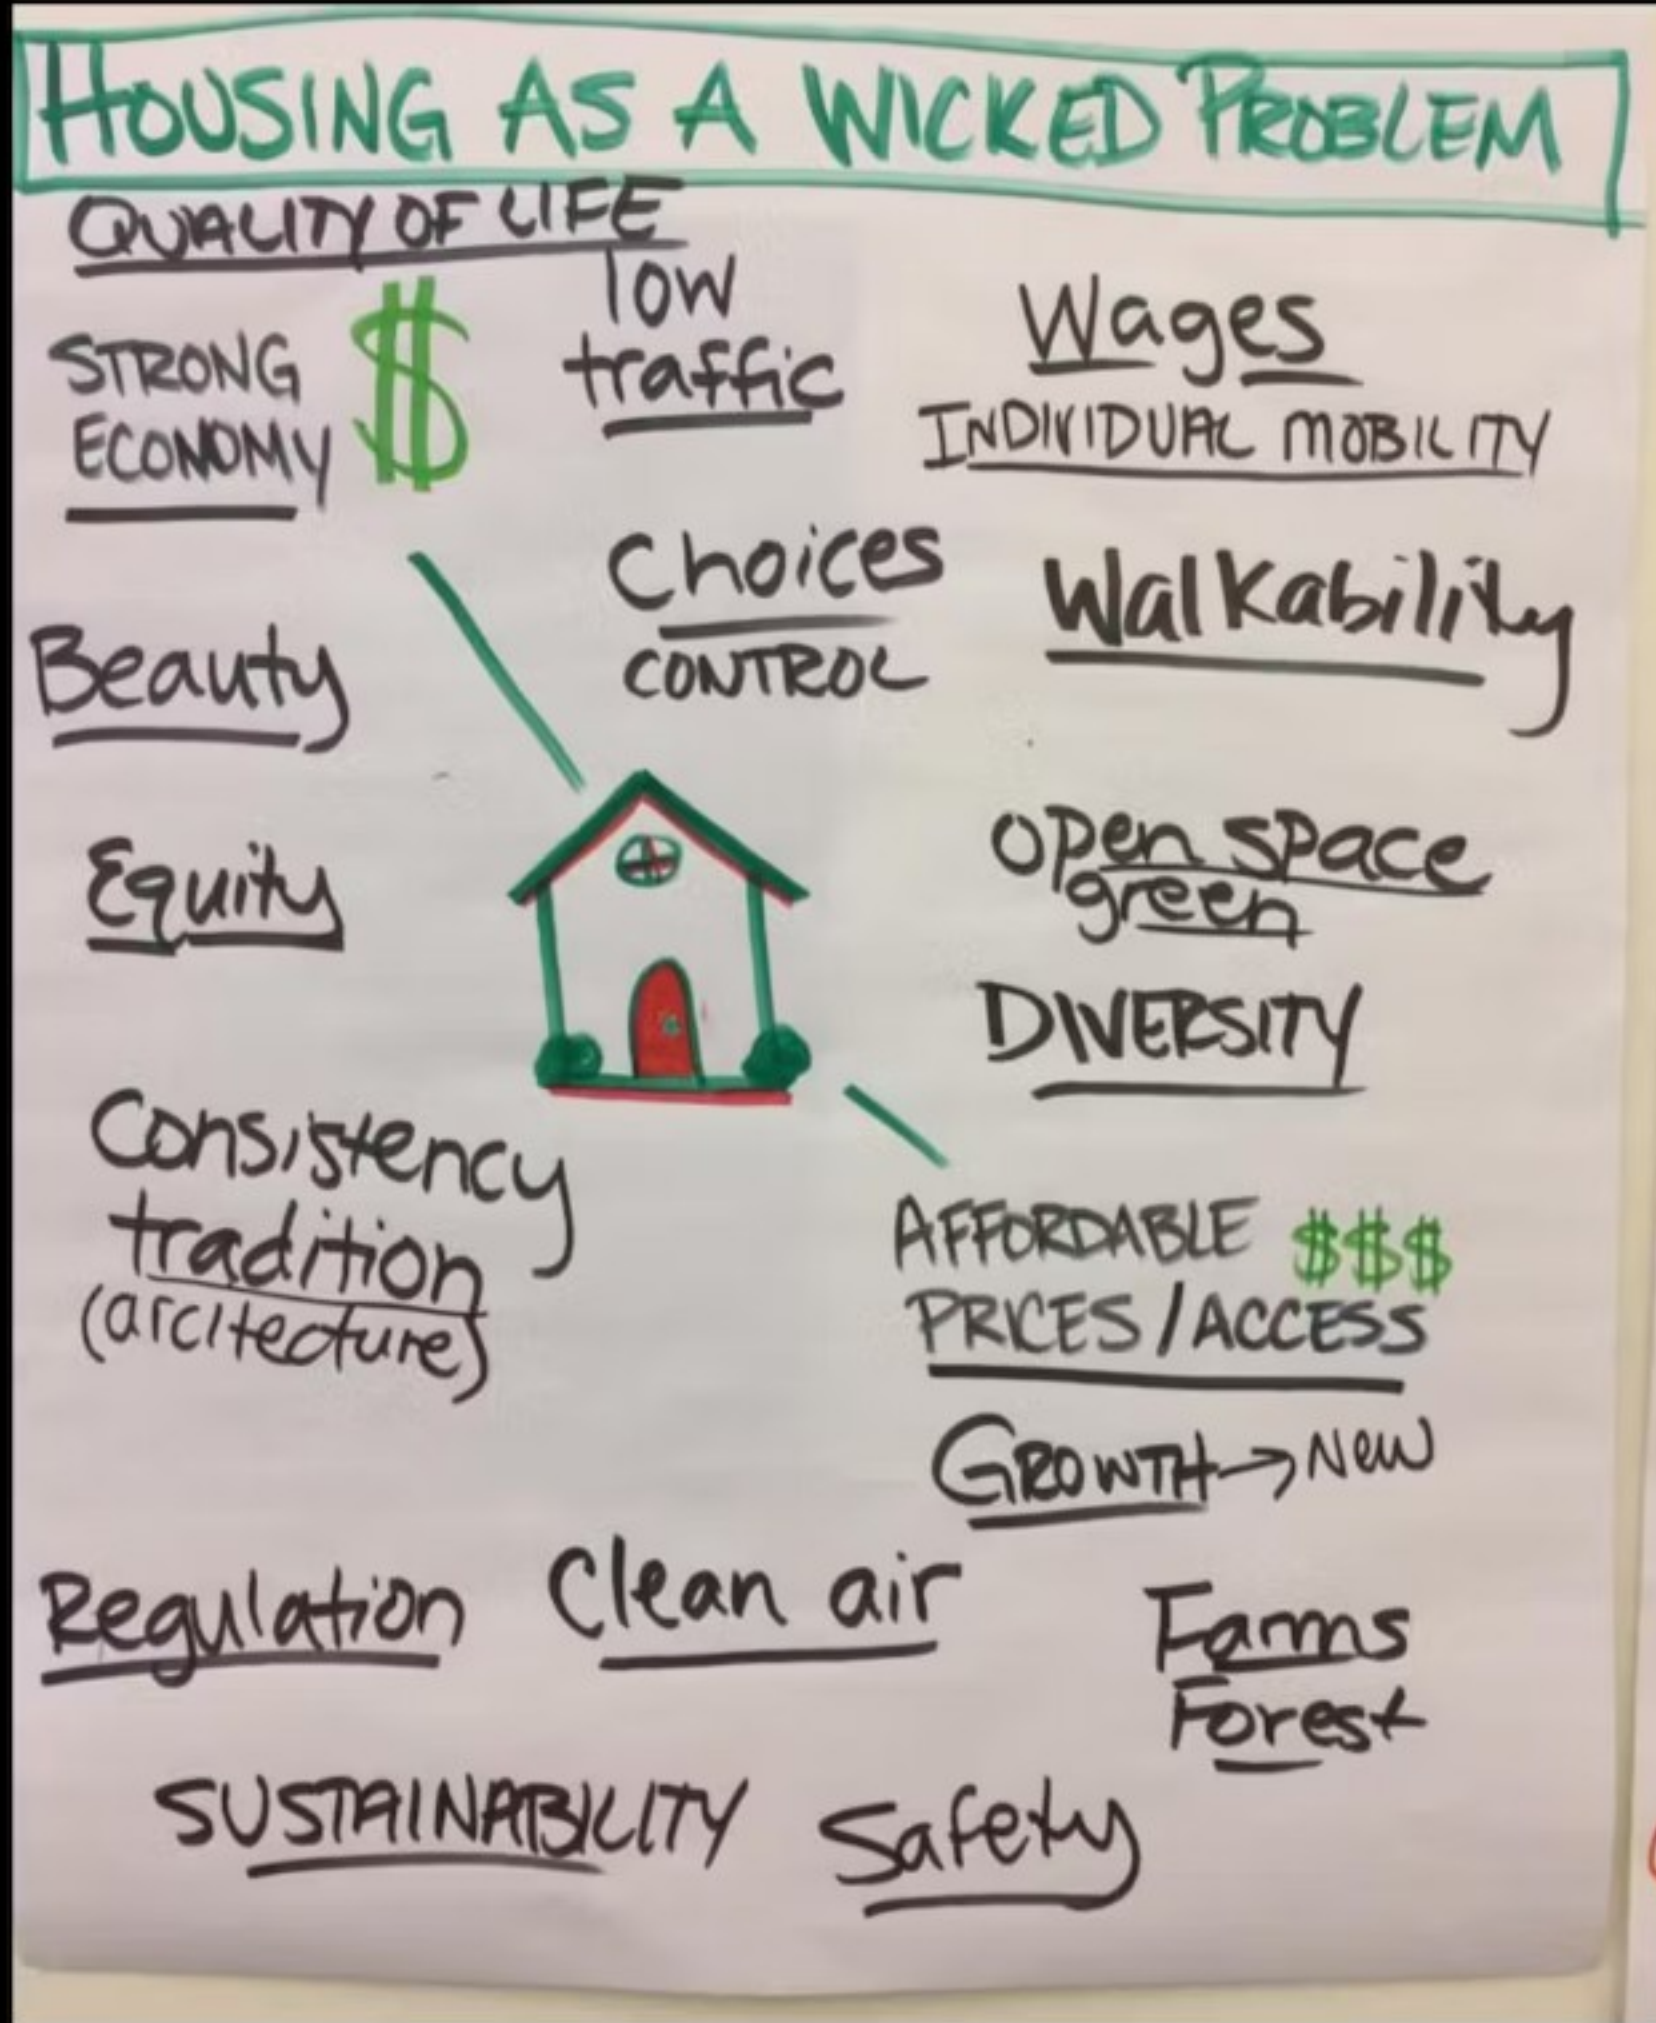 HOUSING AS A WICKED PROBLEM
QUALITY OF LIFE
STRONG
ECONOMY
$
low
traffic
Wages
INDIVIDUAL MOBILITY
Choices
CONTROL
Walkability
Beauty
Equity
open space
green
DIVERSITY
Consistency
tradition
(arcitecture)
AFFORDABLE $$$
PRICES/ACCESS
GROWTH → New
Regulation
Clean air
Farms
Forest
SUSTAINABILITY
Safety